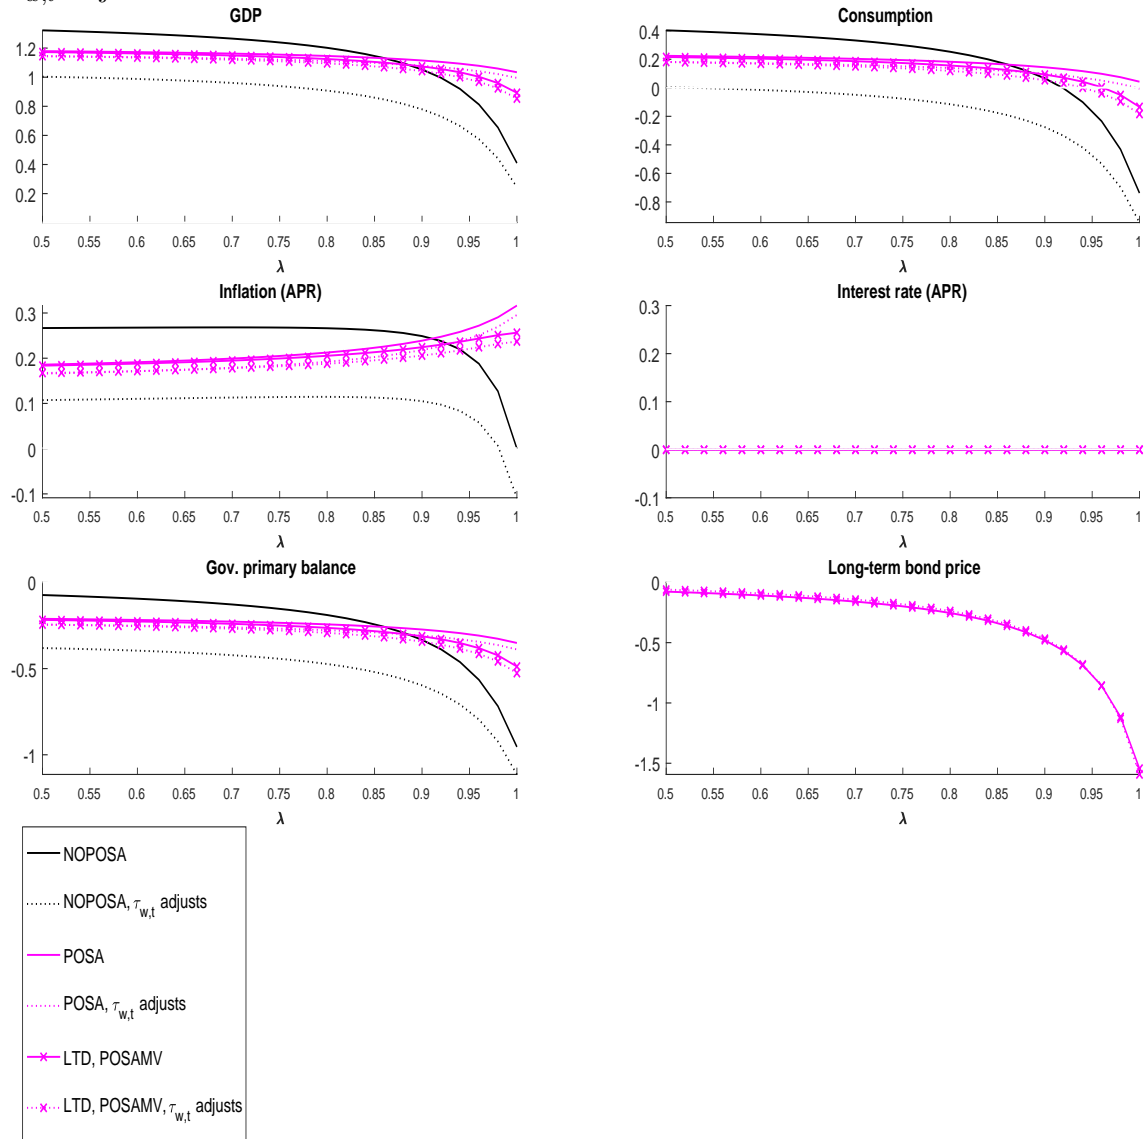 GDP
1.2
1
0.8
0.6
0.4
0.2
0.5 0.55 0.6 0.65 0.7 0.75 0.8 0.85 0.9 0.95 1
λ
Consumption
0.4
0.2
0
-0.2
-0.4
-0.6
-0.8
0.5 0.55 0.6 0.65 0.7 0.75 0.8 0.85 0.9 0.95 1
λ
Inflation (APR)
0.3
0.2
0.1
0
-0.1
0.5 0.55 0.6 0.65 0.7 0.75 0.8 0.85 0.9 0.95 1
λ
Interest rate (APR)
0.3
0.2
0.1
0
-0.1
0.5 0.55 0.6 0.65 0.7 0.75 0.8 0.85 0.9 0.95 1
λ
Gov. primary balance
0
-0.5
-1
0.5 0.55 0.6 0.65 0.7 0.75 0.8 0.85 0.9 0.95 1
λ
Long-term bond price
0
-0.5
-1
-1.5
0.5 0.55 0.6 0.65 0.7 0.75 0.8 0.85 0.9 0.95 1
λ
NOPOSA
NOPOSA, τw,t adjusts
POSA
POSA, τw,t adjusts
LTD, POSAMV
LTD, POSAMV, τw,t adjusts